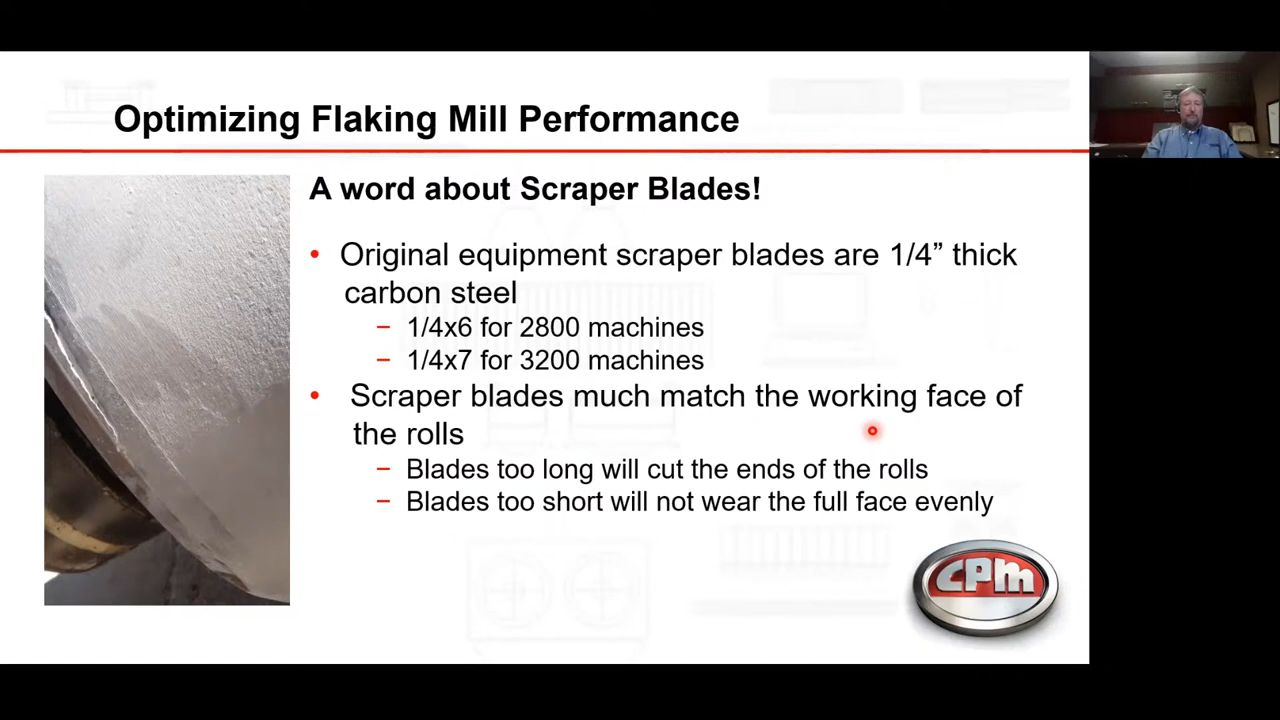 Optimizing Flaking Mill Performance
A word about Scraper Blades!
• Original equipment scraper blades are 1/4” thick
carbon steel
− 1/4x6 for 2800 machines
− 1/4x7 for 3200 machines
• Scraper blades much match the working face of
the rolls
− Blades too long will cut the ends of the rolls
− Blades too short will not wear the full face evenly
CPM